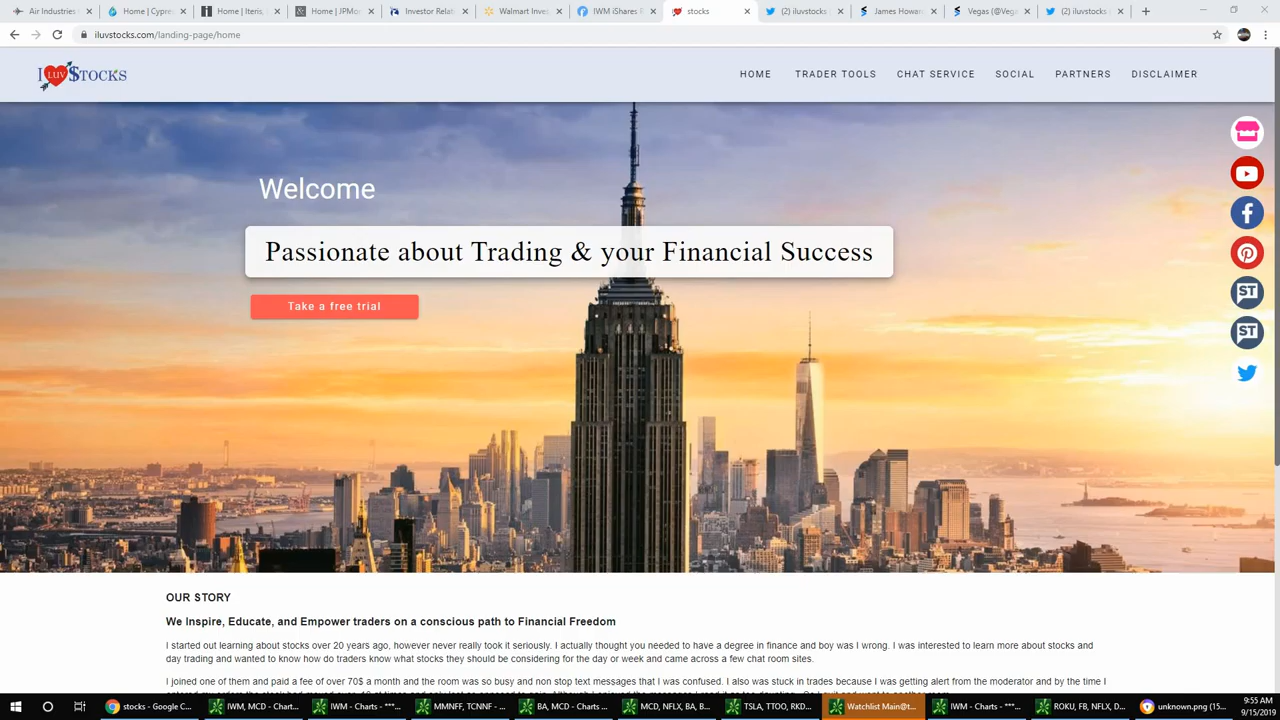 Air Industries
Home | Cypre
Home | Iteris,
Home | JPMor
Investor Relat
Walmart Inves
IWM iShares R
stocks
(2) iluvstocks
James Howar
Vegas (@Vega
(2) iluvstocks
iluvstocks.com/landing-page/home
I LUV $TOCKS
HOME
TRADER TOOLS
CHAT SERVICE
SOCIAL
PARTNERS
DISCLAIMER
Welcome
Passionate about Trading & your Financial Success
Take a free trial
ST
ST
OUR STORY
We Inspire, Educate, and Empower traders on a conscious path to Financial Freedom
I started out learning about stocks over 20 years ago, however never really took it seriously. I actually thought you needed to have a degree in finance and boy was I wrong. I was interested to learn more about stocks and
day trading and wanted to know how do traders know what stocks they should be considering for the day or week and came across a few chat room sites.
I joined one of them and paid a fee of over 70$ a month and the room was so busy and non stop text messages that I was confused. I also was stuck in trades because I was getting alert from the moderator and by the time I
stocks - Google C...
IWM, MCD - Chart...
IWM - Charts - ***...
MMNFF, TCNNF - ...
BA, MCD - Charts ...
MCD, NFLX, BA, B...
TSLA, TTOO, RKD...
Watchlist Main@t...
IWM - Charts - ***...
ROKU, FB, NFLX, D...
unknown.png (15...
9:55 AM
9/15/2019